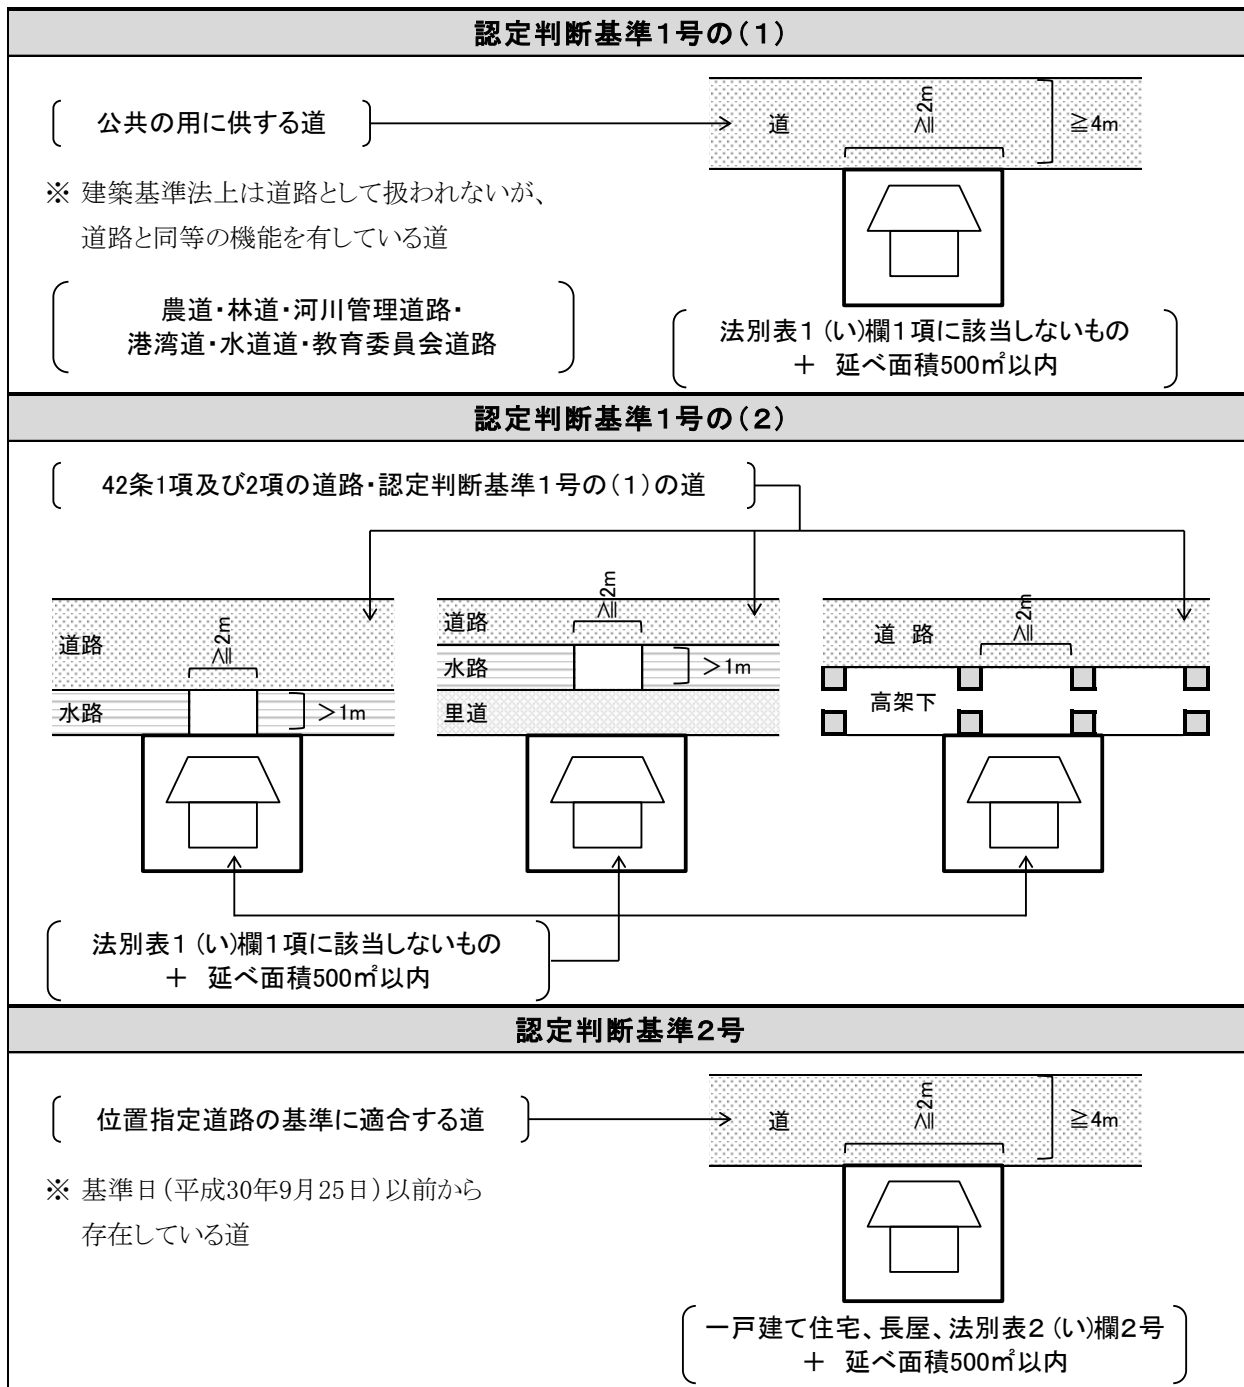 認定判断基準1号の(1)
公共の用に供する道
道
≧2m
≧4m
※ 建築基準法上は道路として扱われないが、
道路と同等の機能を有している道
農道・林道・河川管理道路・
港湾道・水道道・教育委員会道路
法別表1 (い)欄1項に該当しないもの
＋ 延べ面積500㎡以内
認定判断基準1号の(2)
42条1項及び2項の道路・認定判断基準1号の(1)の道
道路
≧2m
水路
＞1m
道路
≧2m
水路
＞1m
里道
道 路
≧2m
高架下
法別表1 (い)欄1項に該当しないもの
＋ 延べ面積500㎡以内
認定判断基準2号
位置指定道路の基準に適合する道
道
≧2m
≧4m
※ 基準日(平成30年9月25日)以前から
存在している道
一戸建て住宅、長屋、法別表2 (い)欄2号
＋ 延べ面積500㎡以内